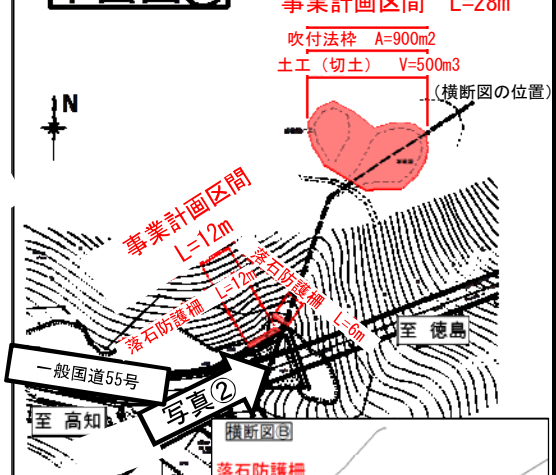 事業計画区間 L=28m
吹付法枠 A=900m2
土工(切土) V=500m3
(横断図の位置)
N
事業計画区間
L=12m
落石防護柵 L=12m
落石防護柵 L=6m
至 徳島
一般国道55号
写真②
至 高知
横断図Ⓑ
落石防護柵